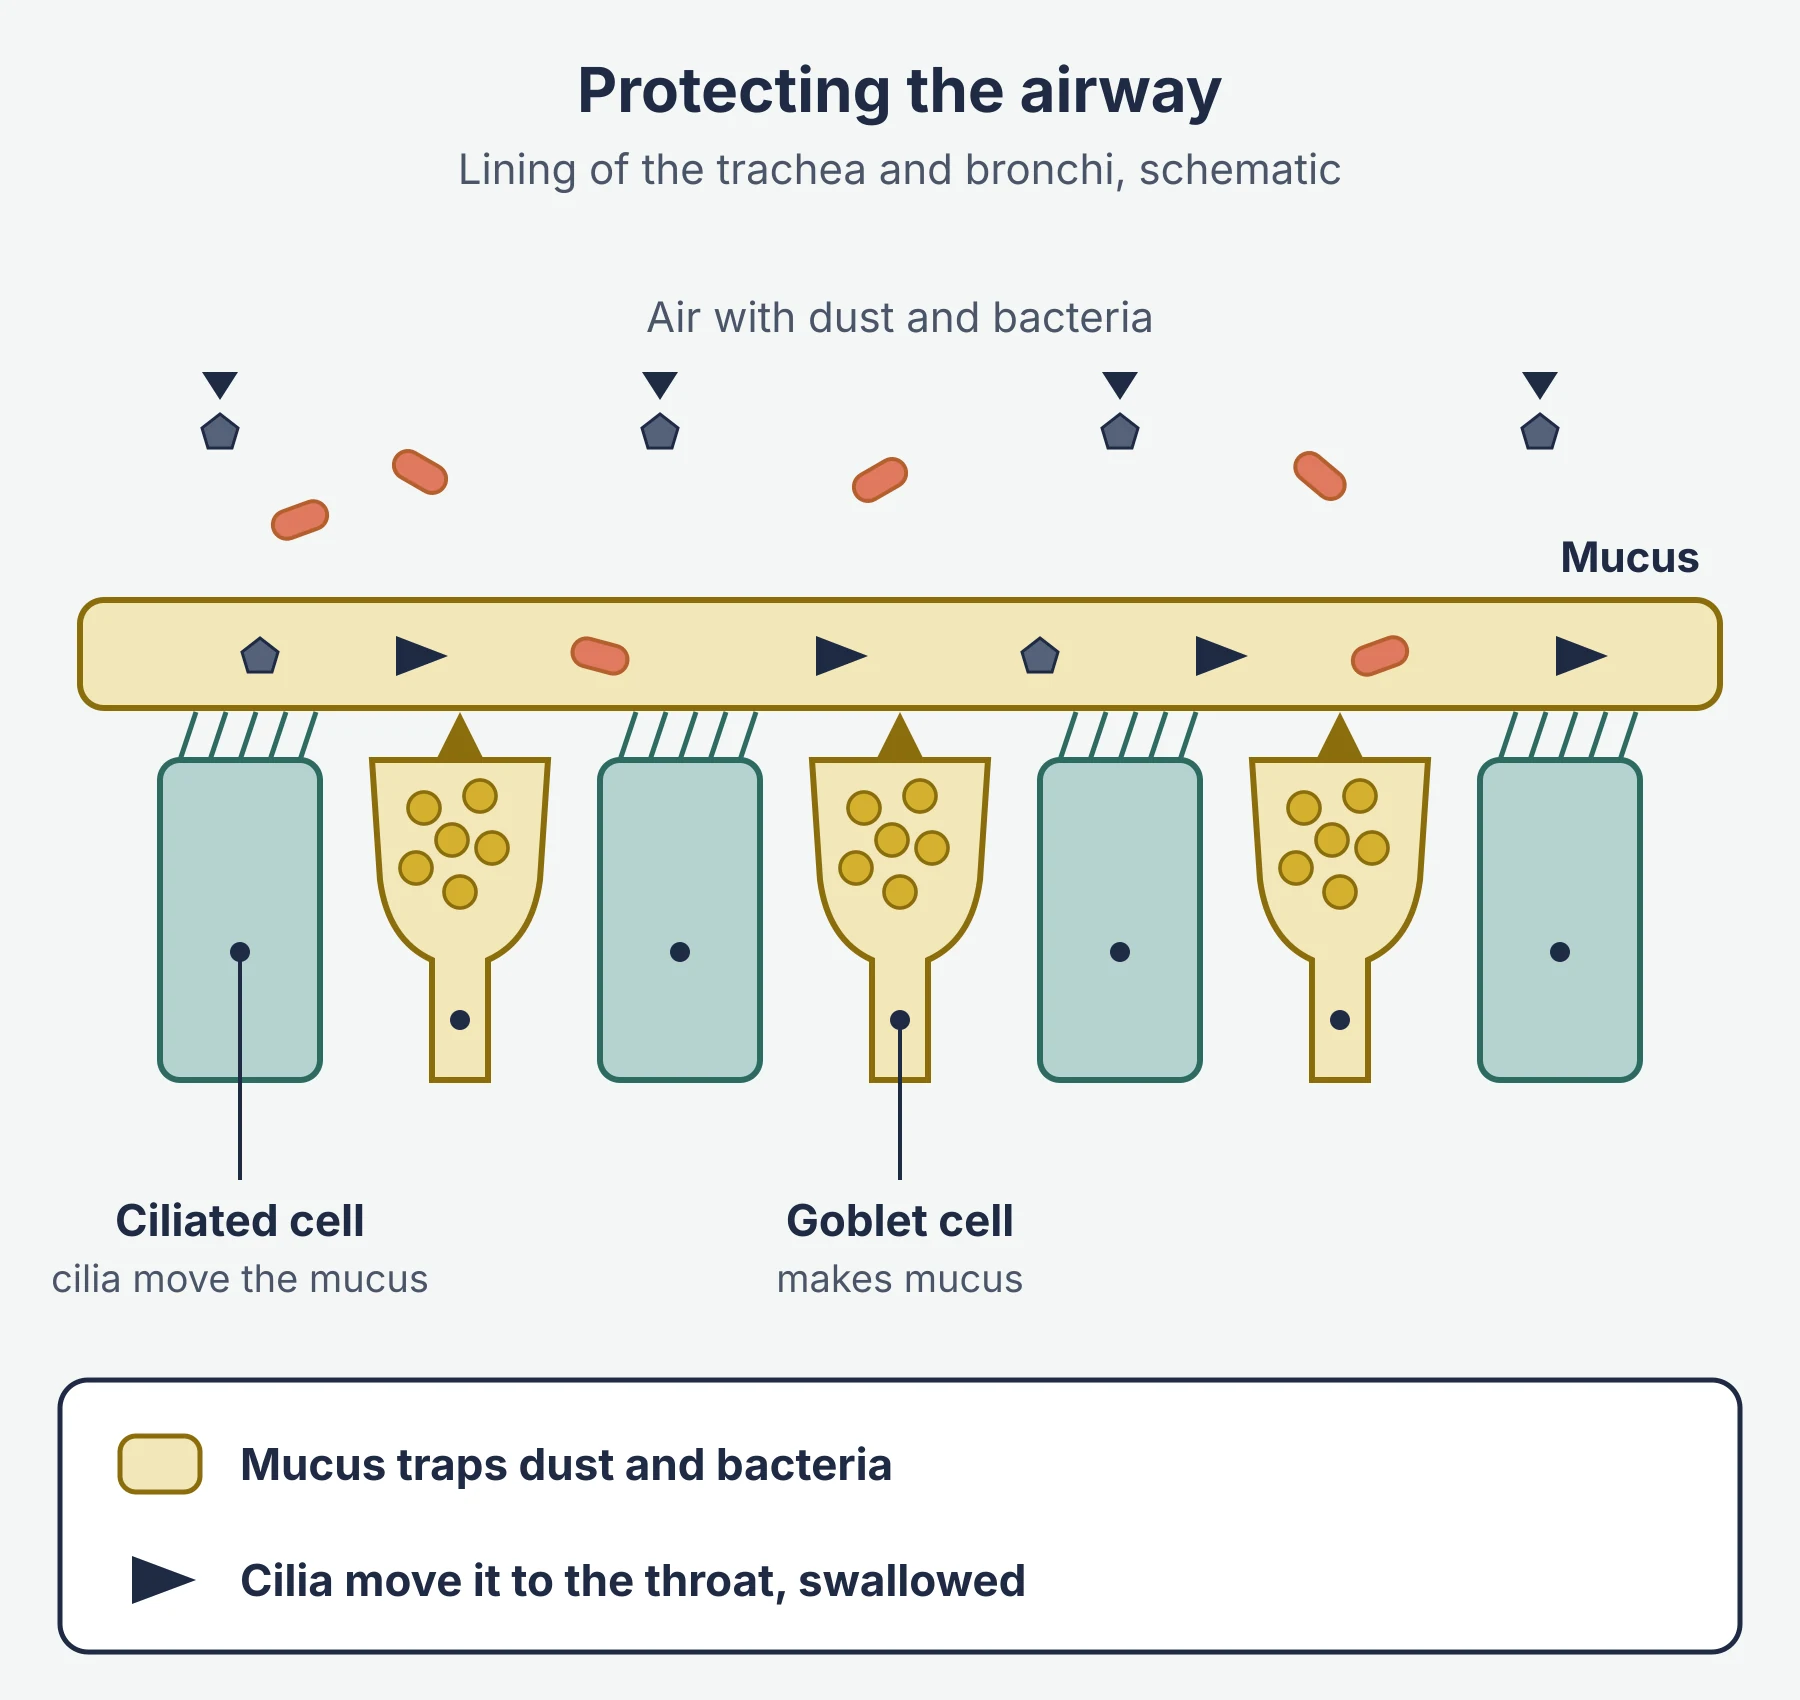 Protecting the airway
Lining of the trachea and bronchi, schematic
Air with dust and bacteria
Mucus
Ciliated cell
cilia move the mucus
Goblet cell
makes mucus
Mucus traps dust and bacteria
Cilia move it to the throat, swallowed